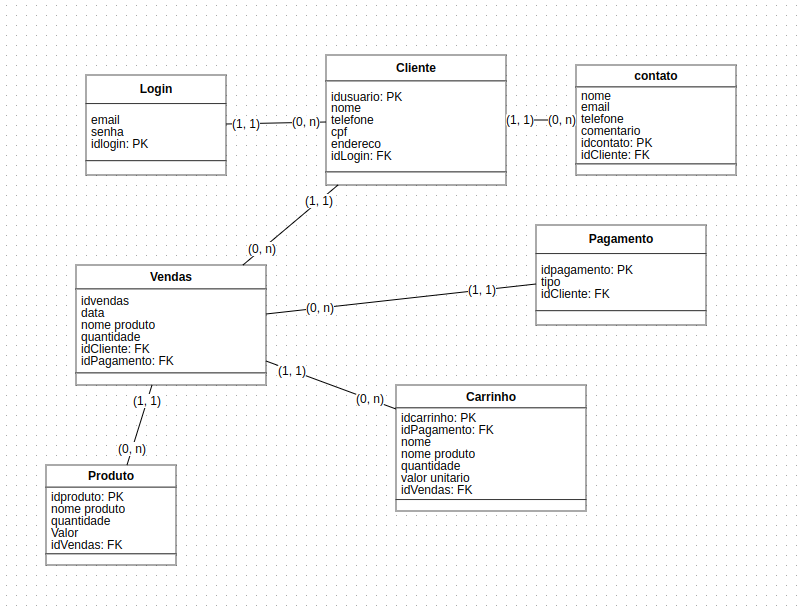 Login
email
senha
idlogin: PK
(1, 1)
(0, n)
Cliente
idusuario: PK
nome
telefone
cpf
endereco
idLogin: FK
(1, 1)
(0, n)
contato
nome
email
telefone
comentario
idcontato: PK
idCliente: FK
(1, 1)
(0, n)
Vendas
idvendas
data
nome produto
quantidade
idCliente: FK
idPagamento: FK
(0, n)
(1, 1)
Pagamento
idpagamento: PK
tipo
idCliente: FK
(1, 1)
(0, n)
Carrinho
idcarrinho: PK
idPagamento: FK
nome
nome produto
quantidade
valor unitario
idVendas: FK
(1, 1)
(0, n)
Produto
idproduto: PK
nome produto
quantidade
Valor
idVendas: FK